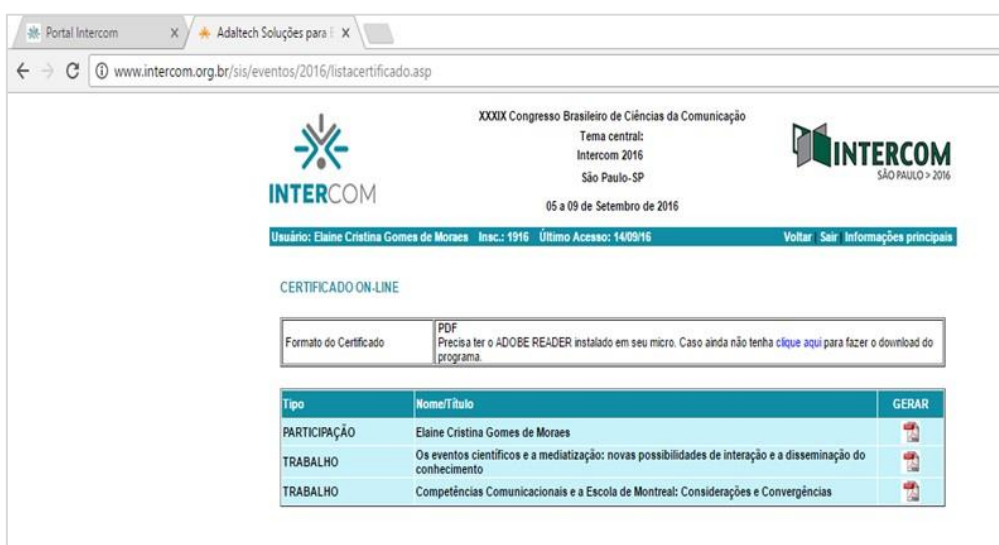 Portal Intercom
Adaltech Soluções para
www.intercom.org.br/sis/eventos/2016/listacertificado.asp
INTERCOM
XXXIX Congresso Brasileiro de Ciências da Comunicação
Tema central:
Intercom 2016
São Paulo-SP
05 a 09 de Setembro de 2016
INTERCOM
SÃO PAULO > 2016
Usuário: Elaine Cristina Gomes de Moraes Insc.: 1916 Último Acesso: 14/09/16 Voltar | Sair | Informações principais
CERTIFICADO ON-LINE
Formato do Certificado
PDF
Precisa ter o ADOBE READER instalado em seu micro. Caso ainda não tenha clique aqui para fazer o download do
programa.
Tipo Nome/Título GERAR
PARTICIPAÇÃO Elaine Cristina Gomes de Moraes
TRABALHO Os eventos científicos e a mediatização: novas possibilidades de interação e a disseminação do
conhecimento
TRABALHO Competências Comunicacionais e a Escola de Montreal: Considerações e Convergências